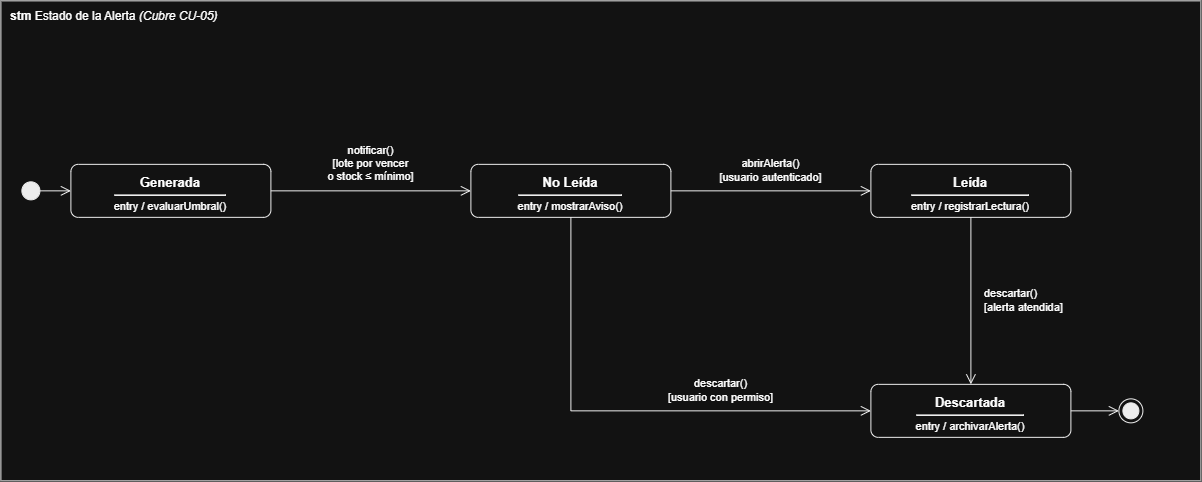 stm Estado de la Alerta (Cubre CU-05)
notificar()
[lote por vencer
o stock ≤ mínimo]
abrirAlerta()
[usuario autenticado]
Generada
entry / evaluarUmbral()
No Leída
entry / mostrarAviso()
Leída
entry / registrarLectura()
descartar()
[alerta atendida]
descartar()
[usuario con permiso]
Descartada
entry / archivarAlerta()